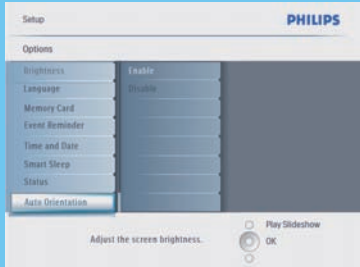 Setup
PHILIPS
Options
Brightness
Enable
Language
Disable
Memory Card
Event Reminder
Time and Date
Smart Sleep
Status
Auto Orientation
Play Slideshow
Adjust the screen brightness.
OK